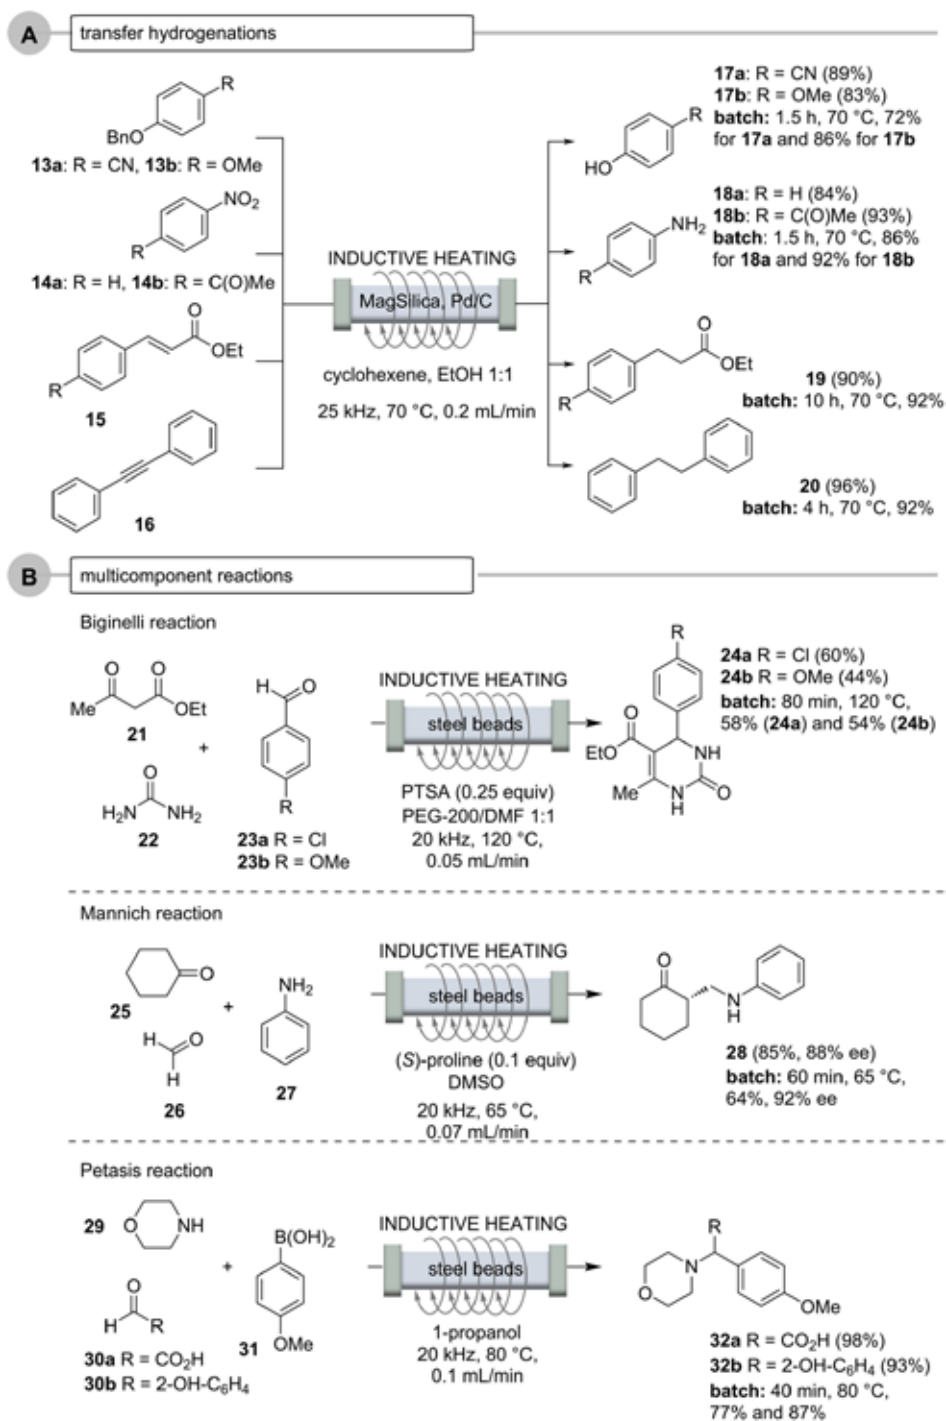 A
transfer hydrogenations
R
BnO
13a: R = CN, 13b: R = OMe
NO2
R
14a: R = H, 14b: R = C(O)Me
O
OEt
R
15
16
INDUCTIVE HEATING
MagSilica, Pd/C
cyclohexene, EtOH 1:1
25 kHz, 70 °C, 0.2 mL/min
R
HO
17a: R = CN (89%)
17b: R = OMe (83%)
batch: 1.5 h, 70 °C, 72%
for 17a and 86% for 17b
NH2
R
18a: R = H (84%)
18b: R = C(O)Me (93%)
batch: 1.5 h, 70 °C, 86%
for 18a and 92% for 18b
O
OEt
R
19 (90%)
batch: 10 h, 70 °C, 92%
20 (96%)
batch: 4 h, 70 °C, 92%
B
multicomponent reactions
Biginelli reaction
O O
Me OEt
21
+
O
H2N NH2
22
H O
R
23a R = Cl
23b R = OMe
INDUCTIVE HEATING
steel beads
PTSA (0.25 equiv)
PEG-200/DMF 1:1
20 kHz, 120 °C,
0.05 mL/min
R
O
EtO NH
Me N O
H
24a R = Cl (60%)
24b R = OMe (44%)
batch: 80 min, 120 °C,
58% (24a) and 54% (24b)
Mannich reaction
O
25
+
H O
H
26
NH2
27
INDUCTIVE HEATING
steel beads
(S)-proline (0.1 equiv)
DMSO
20 kHz, 65 °C,
0.07 mL/min
O
N
H
28 (85%, 88% ee)
batch: 60 min, 65 °C,
64%, 92% ee
Petasis reaction
29 O NH
+
O
H R
30a R = CO2H
30b R = 2-OH-C6H4
B(OH)2
31 OMe
INDUCTIVE HEATING
steel beads
1-propanol
20 kHz, 80 °C,
0.1 mL/min
R
N
O
OMe
32a R = CO2H (98%)
32b R = 2-OH-C6H4 (93%)
batch: 40 min, 80 °C,
77% and 87%